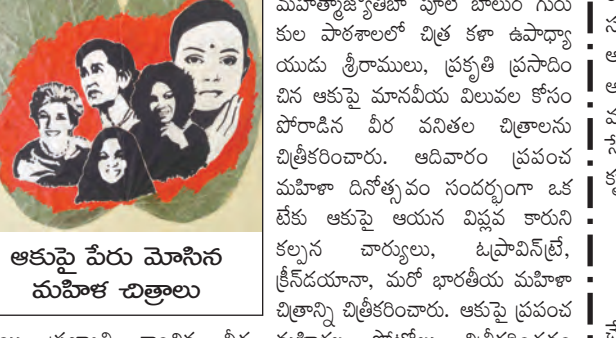 ఆకుపై పేరు మోసిన
మహిళ చిత్రాలు
మహాత్మాజ్యోతిబా పూలే బాలుర గురు
కుల పాఠశాలలో చిత్ర కళా ఉపాధ్యా
యుడు శ్రీరాములు, ప్రకృతి ప్రసాదిం
చిన ఆకుపై మానవీయ విలువల కోసం
పోరాడిన వీర వనితల చిత్రాలను
చిత్రీకరించారు. ఆదివారం ప్రపంచ
మహిళా దినోత్సవం సందర్భంగా ఒక
టేకు ఆకుపై ఆయన విప్లవ కారుని
కల్పన చార్యులు, ఓప్రావిన్‌ట్రే,
క్రీన్‌డయానా, మరో భారతీయ మహిళా
చిత్రాన్ని చిత్రీకరించారు. ఆకుపై ప్రపంచ